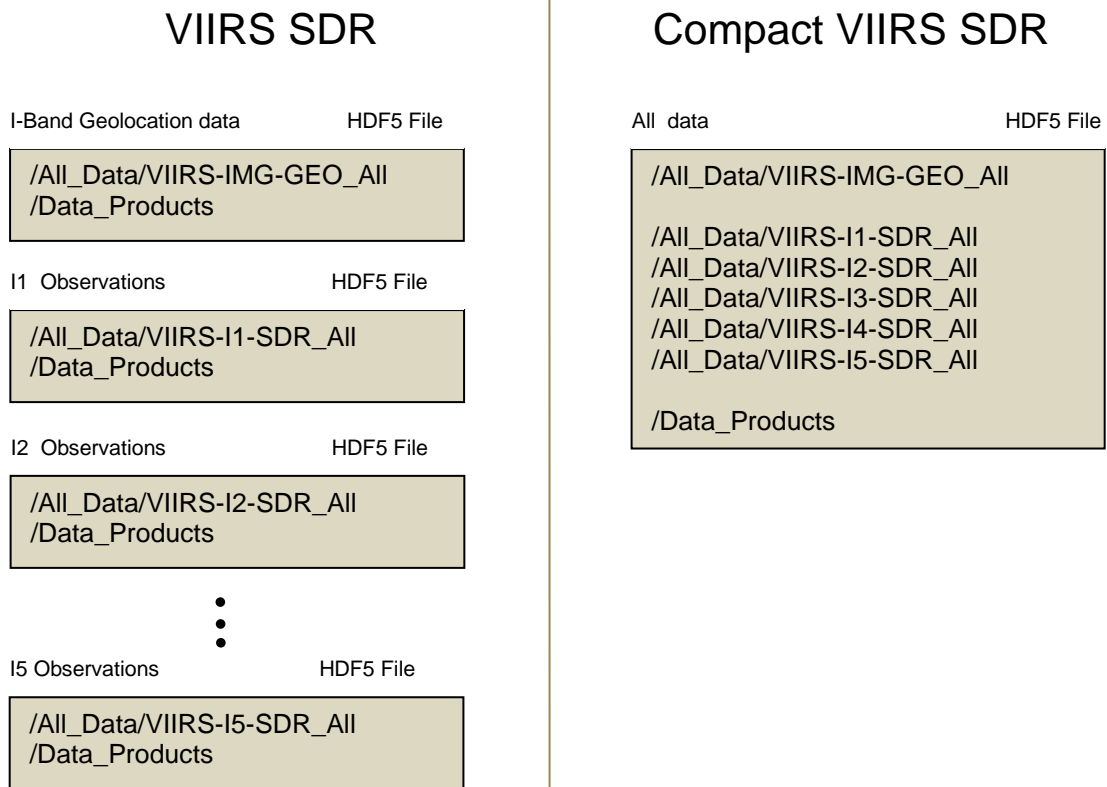 VIIRS SDR
I-Band Geolocation data HDF5 File
/All_Data/VIIRS-IMG-GEO_All
/Data_Products
I1 Observations HDF5 File
/All_Data/VIIRS-I1-SDR_All
/Data_Products
I2 Observations HDF5 File
/All_Data/VIIRS-I2-SDR_All
/Data_Products
I5 Observations HDF5 File
/All_Data/VIIRS-I5-SDR_All
/Data_Products
Compact VIIRS SDR
All data HDF5 File
/All_Data/VIIRS-IMG-GEO_All
/All_Data/VIIRS-I1-SDR_All
/All_Data/VIIRS-I2-SDR_All
/All_Data/VIIRS-I3-SDR_All
/All_Data/VIIRS-I4-SDR_All
/All_Data/VIIRS-I5-SDR_All
/Data_Products